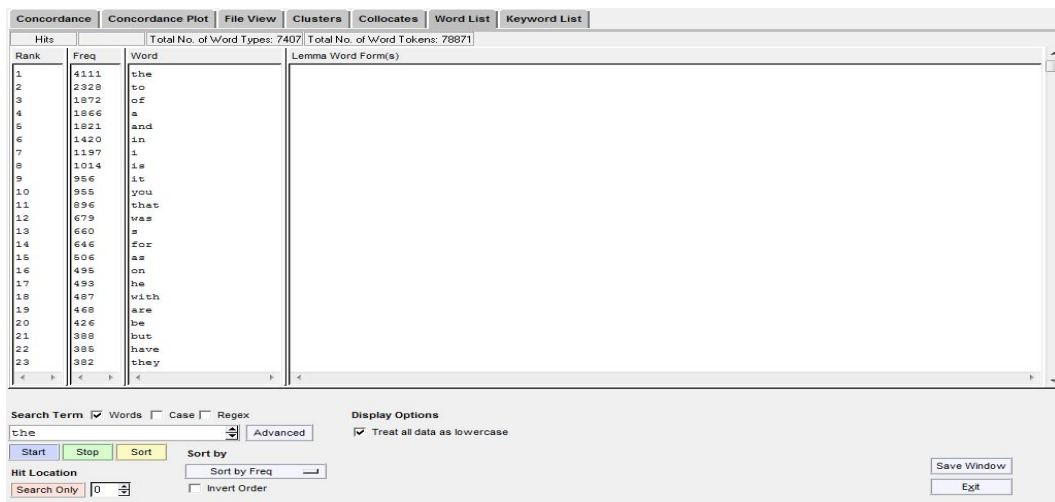 Concordance Concordance Plot File View Clusters Collocates Word List Keyword List
Hits Total No. of Word Types: 7407 Total No. of Word Tokens: 78871
Rank Freq Word Lemma Word Form(s)
1 4111 the
2 2328 to
3 1872 of
4 1866 a
5 1821 and
6 1420 in
7 1197 i
8 1014 is
9 956 it
10 955 you
11 896 that
12 679 was
13 660 s
14 646 for
15 506 as
16 495 on
17 493 he
18 487 with
19 468 are
20 426 be
21 388 but
22 385 have
23 382 they
Search Term Words Case Regex Display Options
the Advanced Treat all data as lowercase
Start Stop Sort Sort by
Hit Location Sort by Freq Save Window
Search Only 0 Invert Order Exit